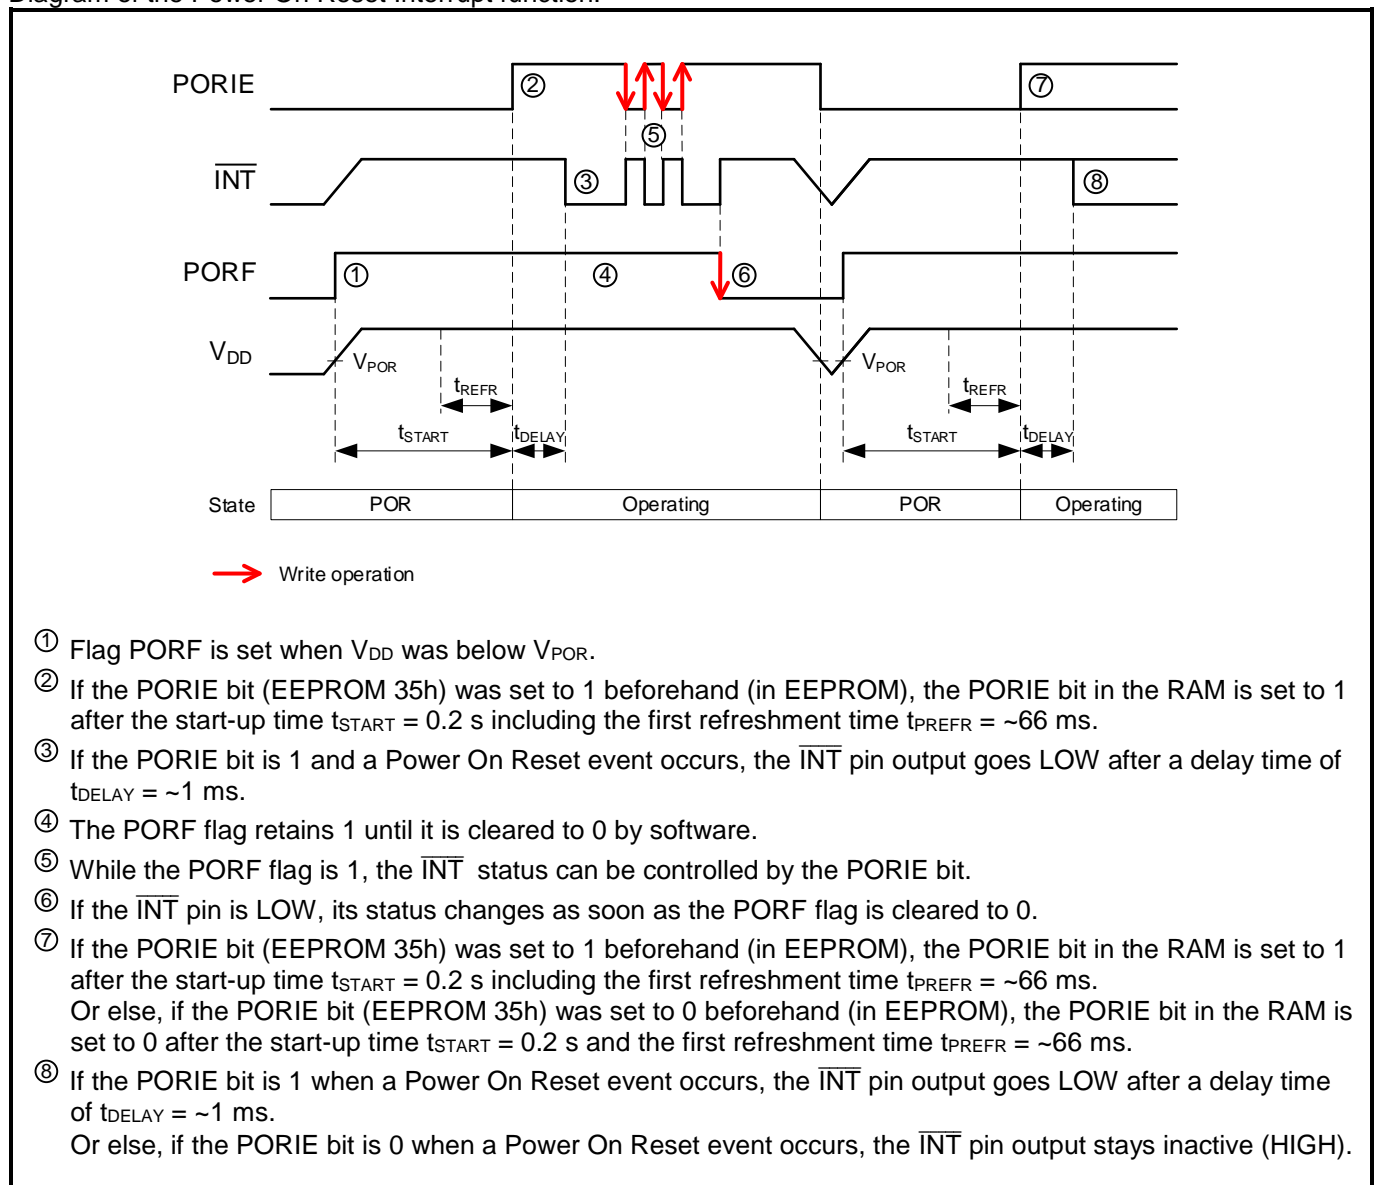 Diagram of the Power On Reset Interrupt function:
PORIE
②
⑦
⑤
INT
③
⑧
PORF
①
④
⑥
VDD
VPOR
VPOR
tREFR
tREFR
tSTART
tDELAY
tSTART
tDELAY
State
POR
Operating
POR
Operating
Write operation
① Flag PORF is set when VDD was below VPOR.
② If the PORIE bit (EEPROM 35h) was set to 1 beforehand (in EEPROM), the PORIE bit in the RAM is set to 1
after the start-up time tSTART = 0.2 s including the first refreshment time tPREFR = ~66 ms.
③ If the PORIE bit is 1 and a Power On Reset event occurs, the INT pin output goes LOW after a delay time of
tDELAY = ~1 ms.
④ The PORF flag retains 1 until it is cleared to 0 by software.
⑤ While the PORF flag is 1, the INT status can be controlled by the PORIE bit.
⑥ If the INT pin is LOW, its status changes as soon as the PORF flag is cleared to 0.
⑦ If the PORIE bit (EEPROM 35h) was set to 1 beforehand (in EEPROM), the PORIE bit in the RAM is set to 1
after the start-up time tSTART = 0.2 s including the first refreshment time tPREFR = ~66 ms.
Or else, if the PORIE bit (EEPROM 35h) was set to 0 beforehand (in EEPROM), the PORIE bit in the RAM is
set to 0 after the start-up time tSTART = 0.2 s and the first refreshment time tPREFR = ~66 ms.
⑧ If the PORIE bit is 1 when a Power On Reset event occurs, the INT pin output goes LOW after a delay time
of tDELAY = ~1 ms.
Or else, if the PORIE bit is 0 when a Power On Reset event occurs, the INT pin output stays inactive (HIGH).